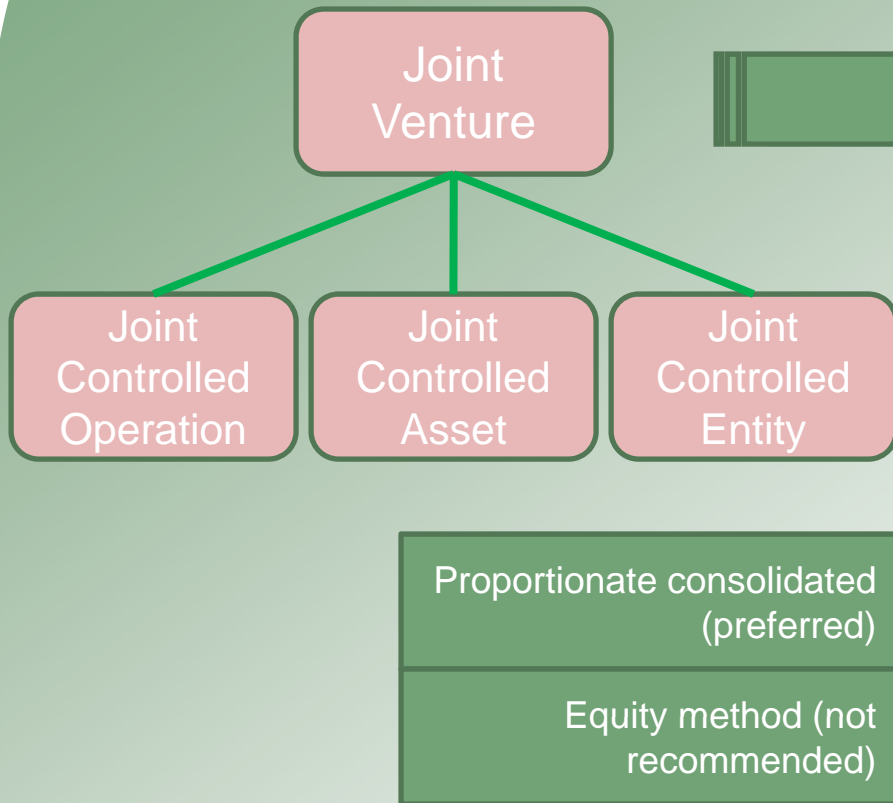 Joint
Venture
Joint
Controlled
Operation
Joint
Controlled
Asset
Joint
Controlled
Entity
Proportionate consolidated
(preferred)
Equity method (not
recommended)